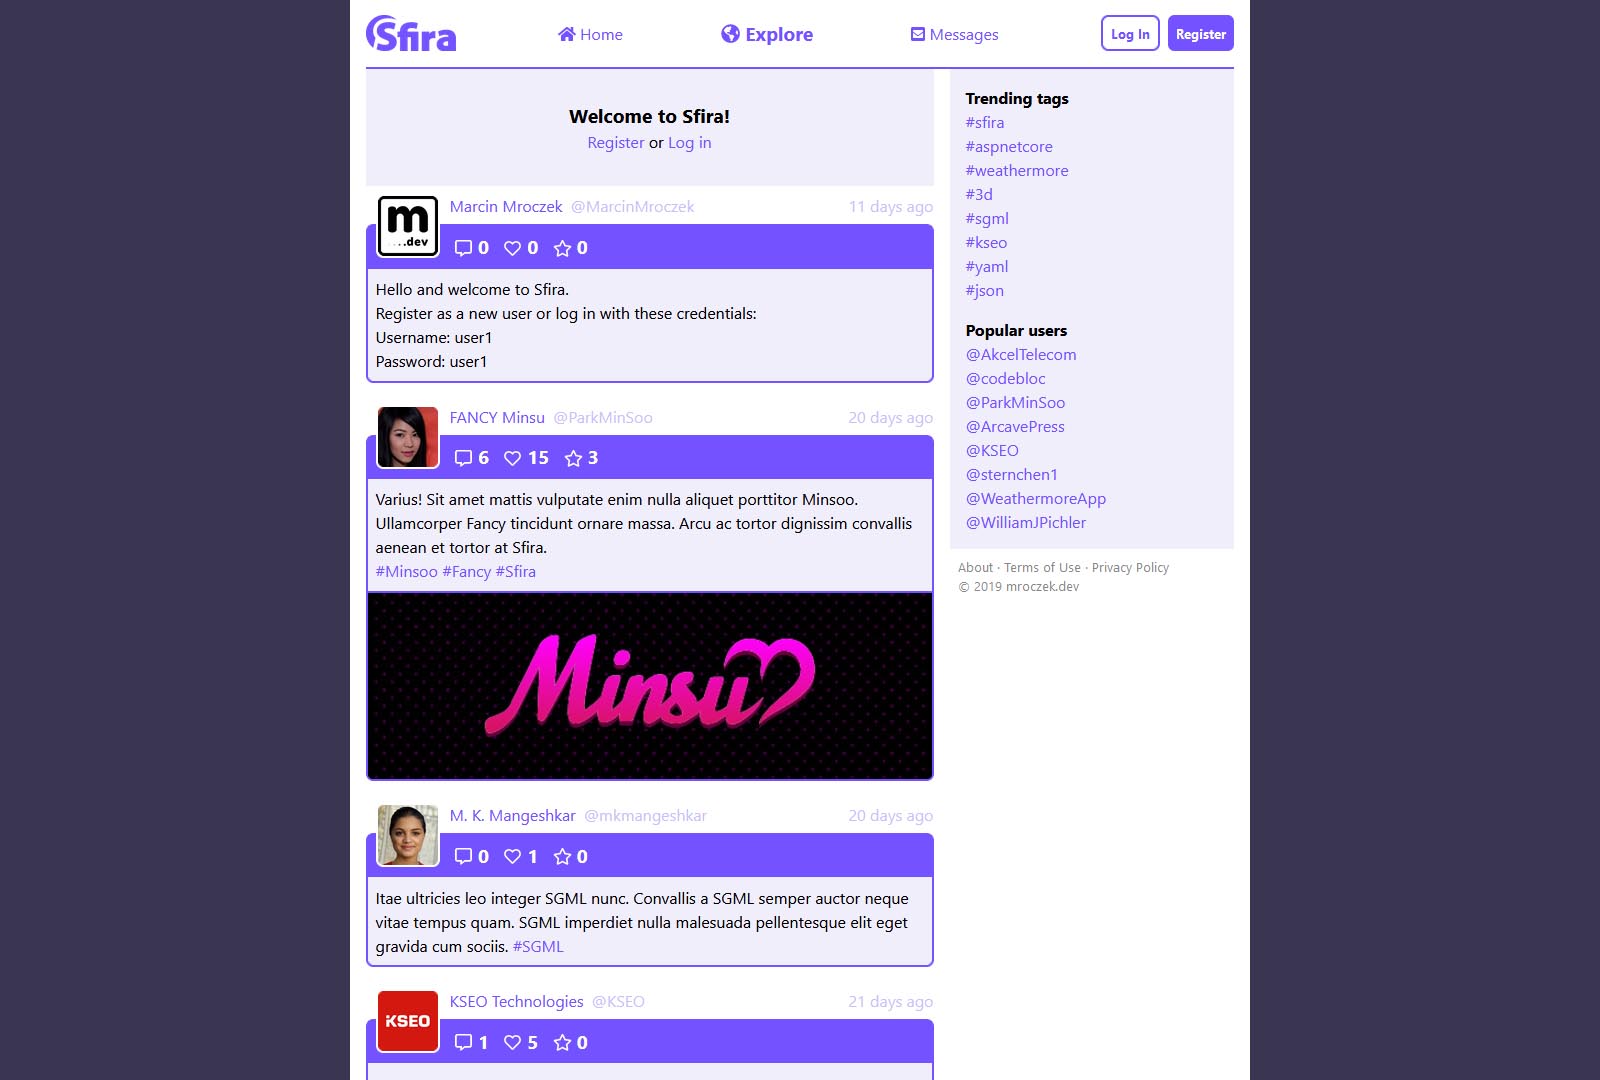 Sfira
Home
Explore
Messages
Log In
Register
Welcome to Sfira!
Register or Log in
m
....dev
Marcin Mroczek @MarcinMroczek 11 days ago
0 0 0
Hello and welcome to Sfira.
Register as a new user or log in with these credentials:
Username: user1
Password: user1
FANCY Minsu @ParkMinSoo 20 days ago
6 15 3
Varius! Sit amet mattis vulputate enim nulla aliquet porttitor Minsoo.
Ullamcorper Fancy tincidunt ornare massa. Arcu ac tortor dignissim convallis
aenean et tortor at Sfira.
#Minsoo #Fancy #Sfira
Minsu
M. K. Mangeshkar @mkmangeshkar 20 days ago
0 1 0
Itae ultricies leo integer SGML nunc. Convallis a SGML semper auctor neque
vitae tempus quam. SGML imperdiet nulla malesuada pellentesque elit eget
gravida cum sociis. #SGML
KSEO
KSEO Technologies @KSEO 21 days ago
1 5 0
Trending tags
#sfira
#aspnetcore
#weathermore
#3d
#sgml
#kseo
#yaml
#json
Popular users
@AkcelTelecom
@codebloc
@ParkMinSoo
@ArcavePress
@KSEO
@sternchen1
@WeathermoreApp
@WilliamJPichler
About · Terms of Use · Privacy Policy
© 2019 mroczek.dev